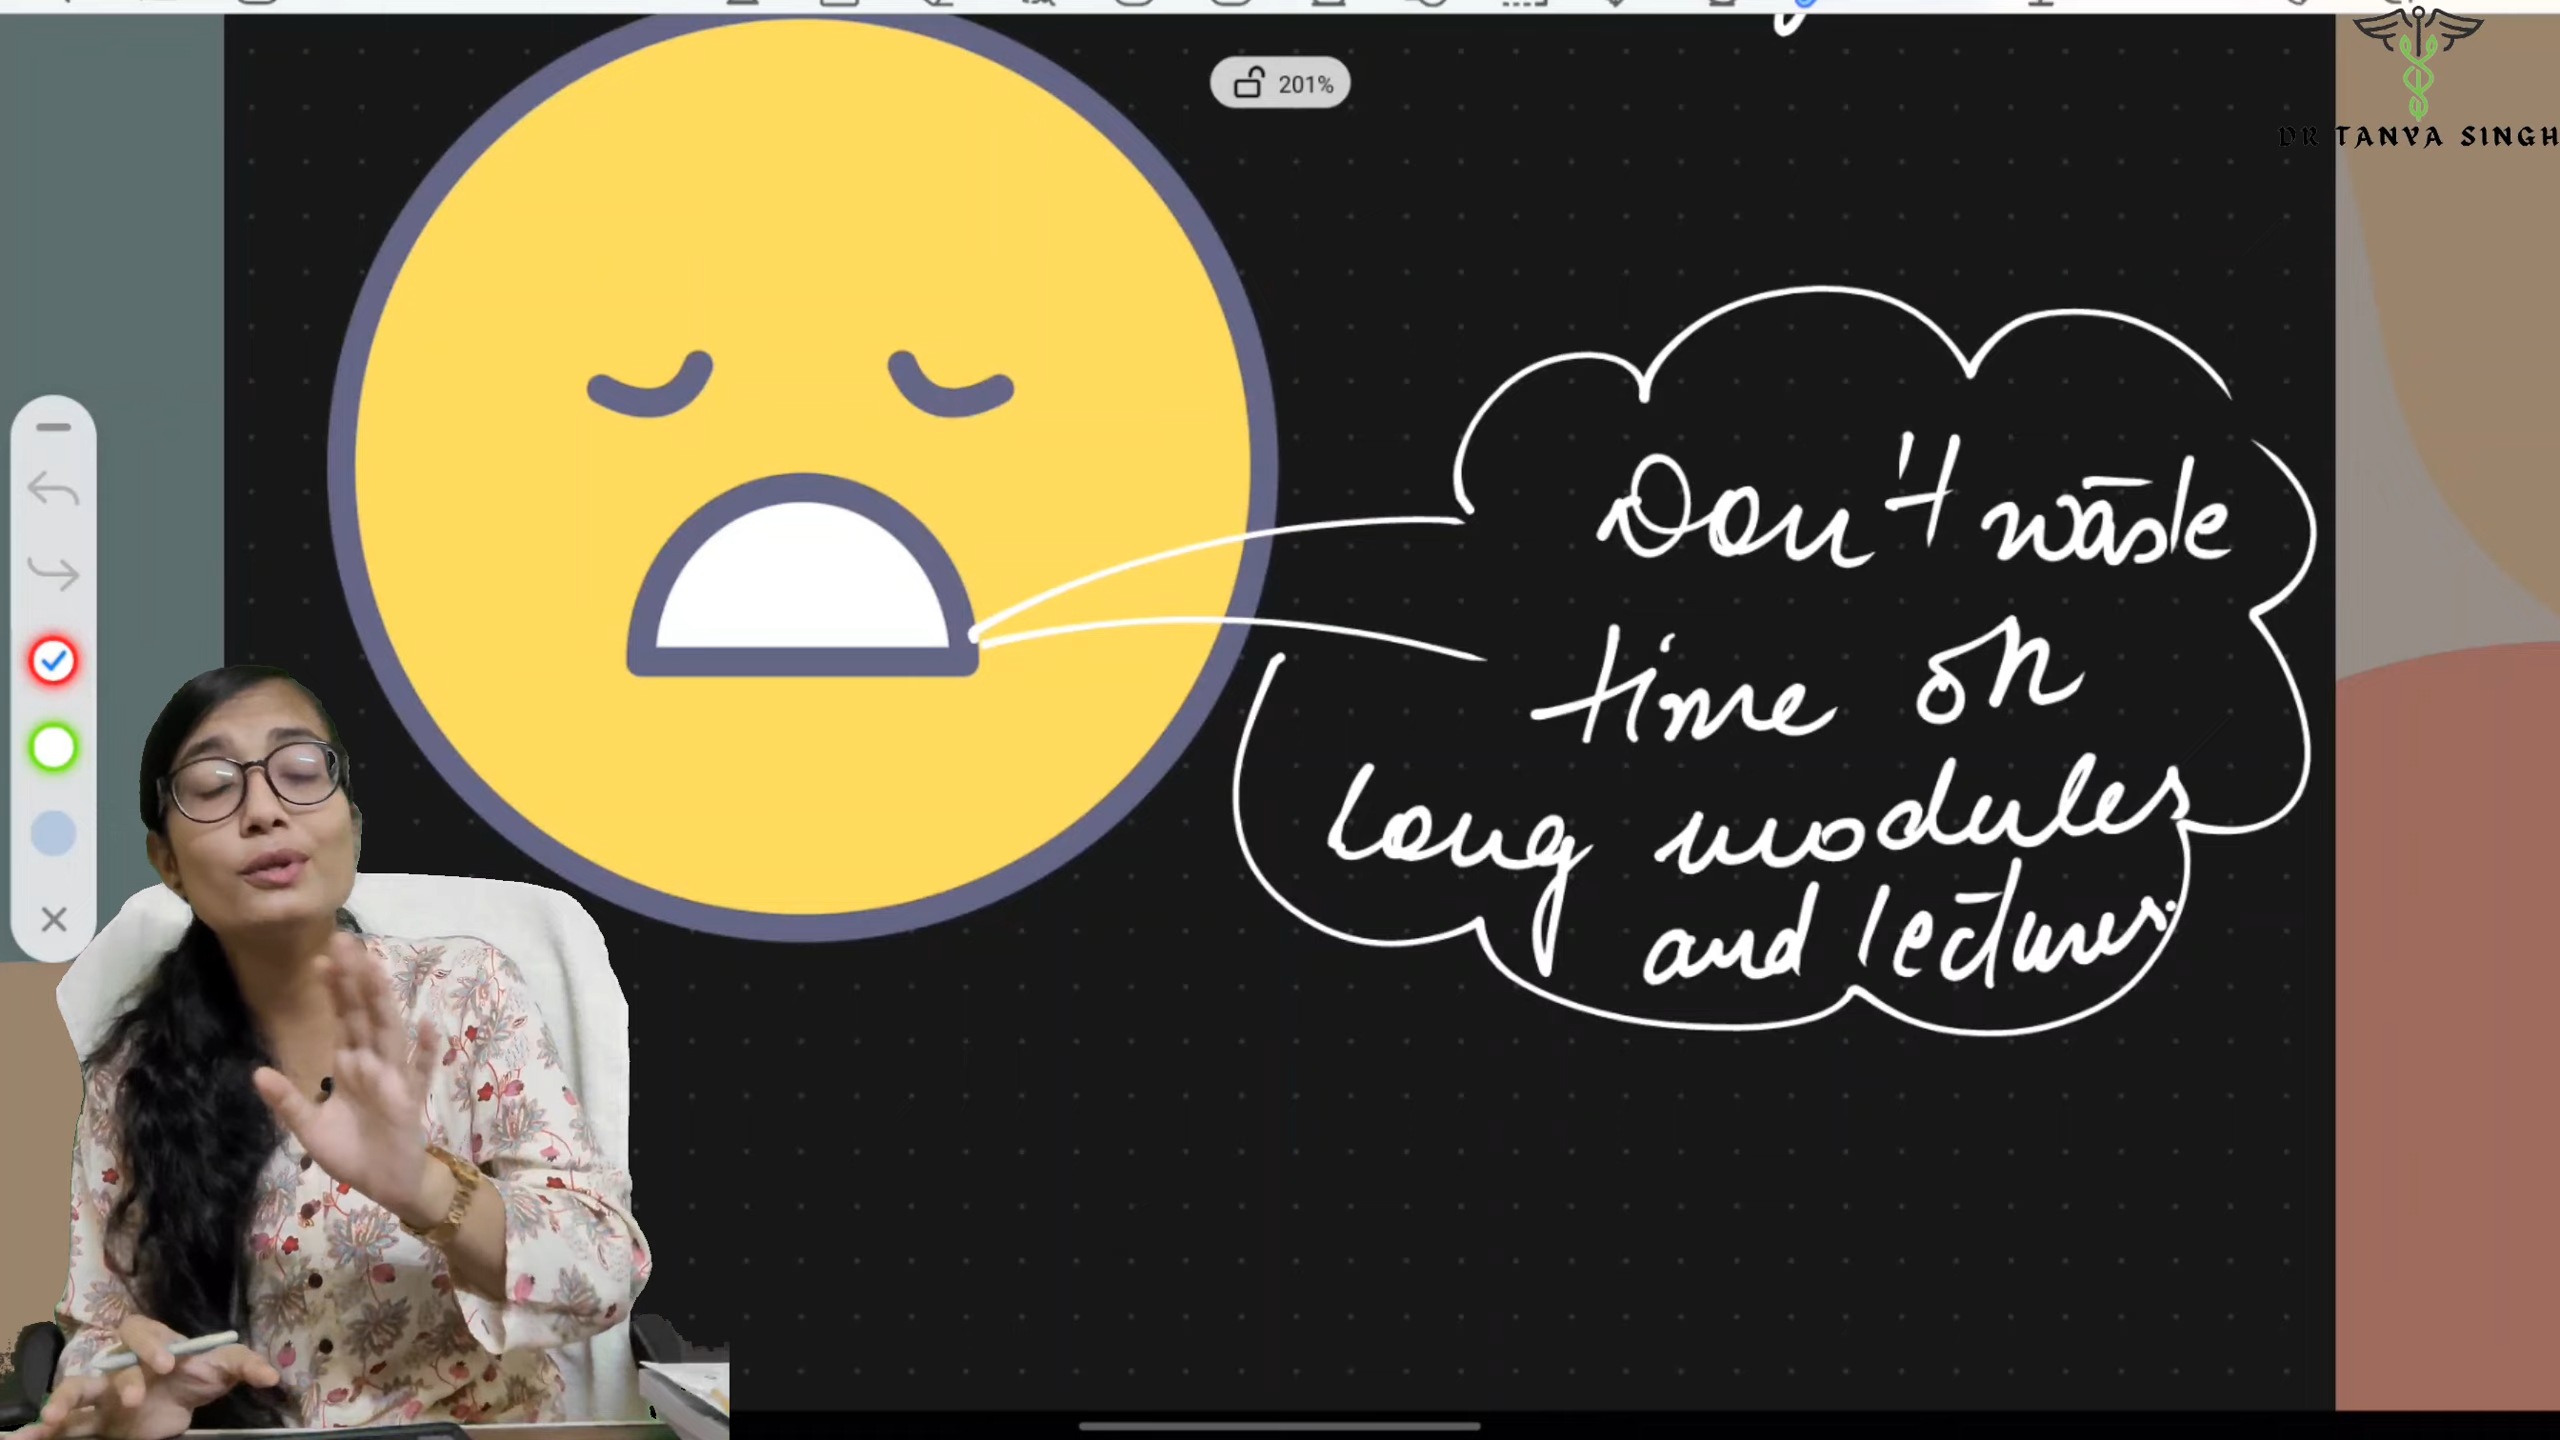 201%
DR TANYA SINGH
Don't waste
time on
long modules
and lectures.